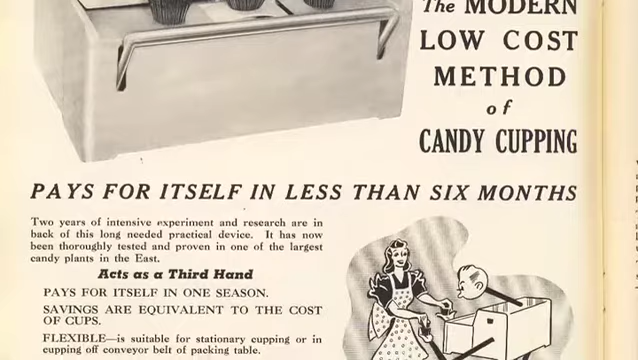 The MODERN
LOW COST
METHOD
of
CANDY CUPPING
PAYS FOR ITSELF IN LESS THAN SIX MONTHS
Two years of intensive experiment and research are in
back of this long needed practical device. It has now
been thoroughly tested and proven in one of the largest
candy plants in the East.
Acts as a Third Hand
PAYS FOR ITSELF IN ONE SEASON.
SAVINGS ARE EQUIVALENT TO THE COST
OF CUPS.
FLEXIBLE—is suitable for stationary cupping or in
cupping off conveyor belt of packing table.